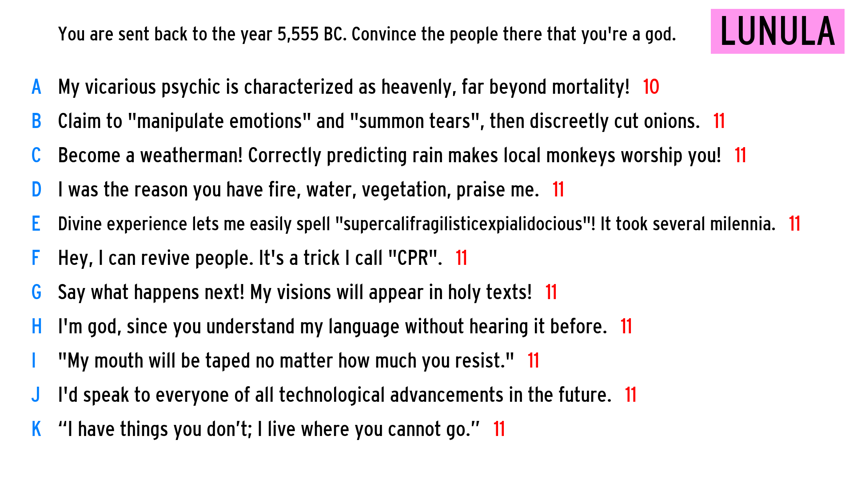 You are sent back to the year 5,555 BC. Convince the people there that you're a god.
LUNULA
A My vicarious psychic is characterized as heavenly, far beyond mortality! 10
B Claim to "manipulate emotions" and "summon tears", then discreetly cut onions. 11
C Become a weatherman! Correctly predicting rain makes local monkeys worship you! 11
D I was the reason you have fire, water, vegetation, praise me. 11
E Divine experience lets me easily spell "supercalifragilisticexpialidocious"! It took several milennia. 11
F Hey, I can revive people. It's a trick I call "CPR". 11
G Say what happens next! My visions will appear in holy texts! 11
H I'm god, since you understand my language without hearing it before. 11
I "My mouth will be taped no matter how much you resist." 11
J I'd speak to everyone of all technological advancements in the future. 11
K “I have things you don’t; I live where you cannot go.” 11